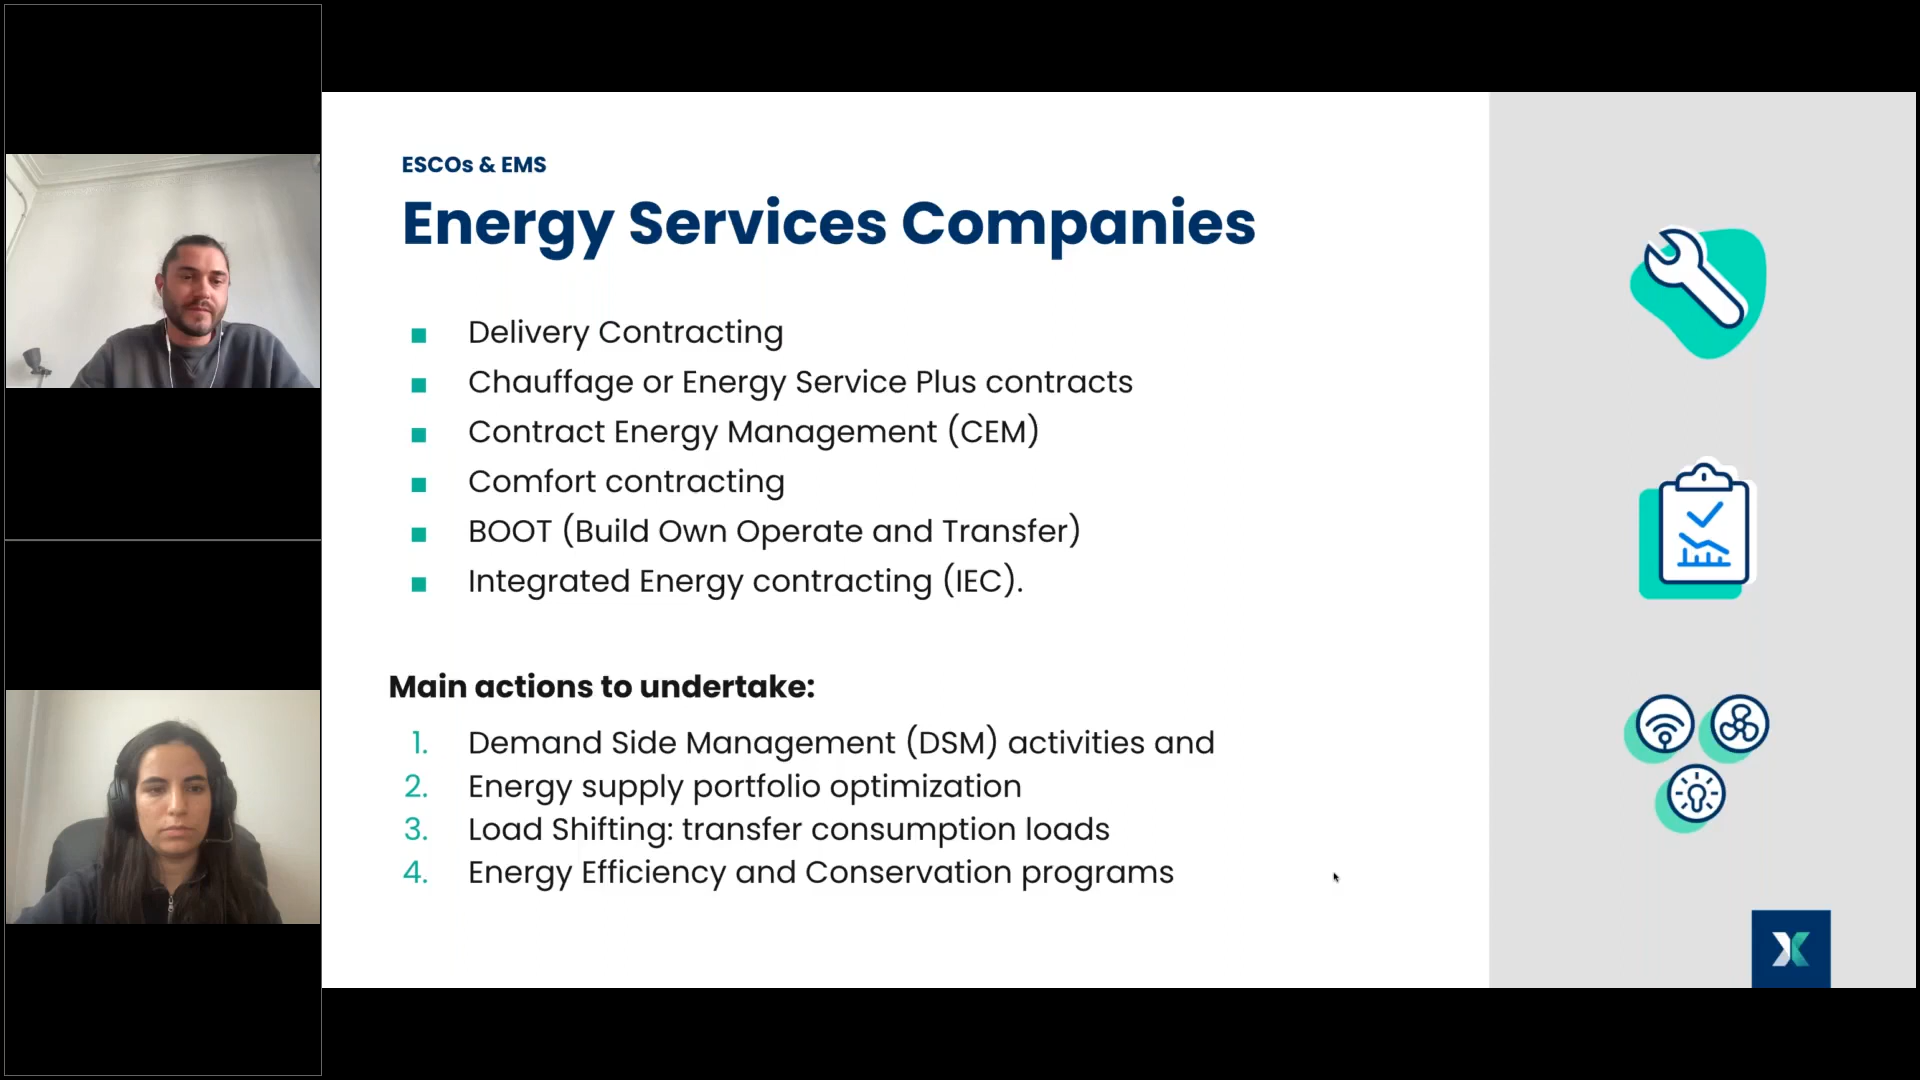 ESCOs & EMS
Energy Services Companies
Delivery Contracting
Chauffage or Energy Service Plus contracts
Contract Energy Management (CEM)
Comfort contracting
BOOT (Build Own Operate and Transfer)
Integrated Energy contracting (IEC).
Main actions to undertake:
1. Demand Side Management (DSM) activities and
2. Energy supply portfolio optimization
3. Load Shifting: transfer consumption loads
4. Energy Efficiency and Conservation programs